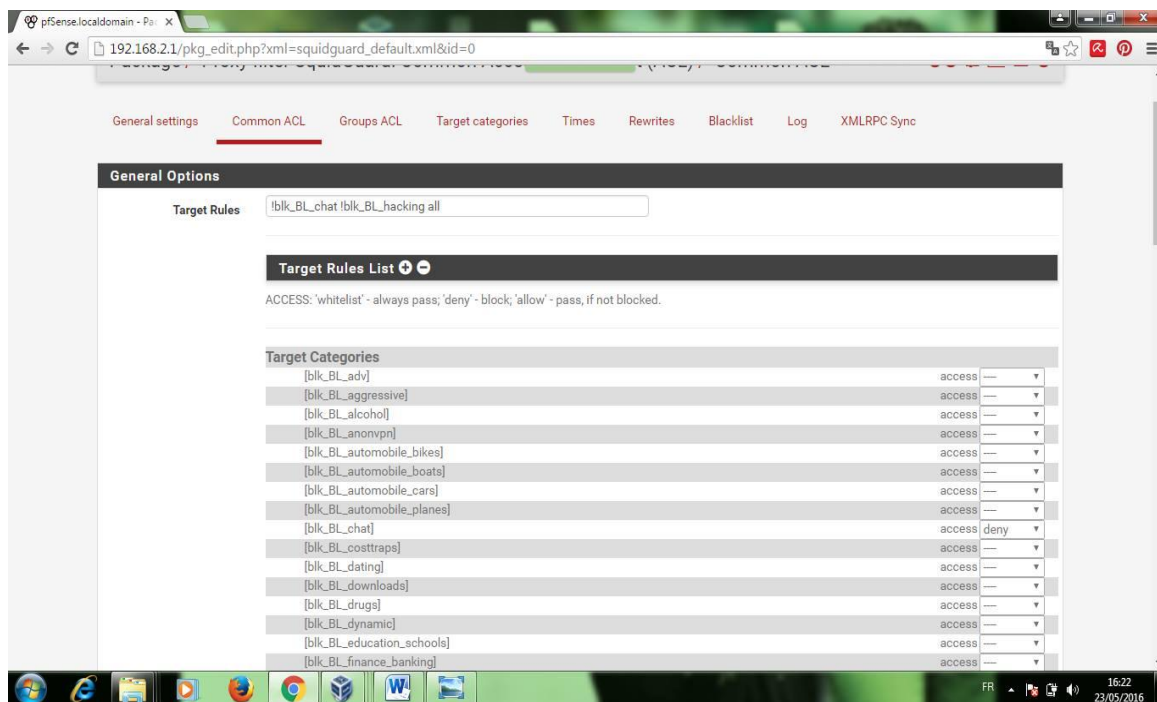 pfSense.localdomain - Pa
192.168.2.1/pkg_edit.php?xml=squidguard_default.xml&id=0
General settings Common ACL Groups ACL Target categories Times Rewrites Blacklist Log XMLRPC Sync
General Options
Target Rules !blk_BL_chat !blk_BL_hacking all
Target Rules List
ACCESS: 'whitelist' - always pass; 'deny' - block; 'allow' - pass, if not blocked.
Target Categories
[blk_BL_adv] access ---
[blk_BL_aggressive] access ---
[blk_BL_alcohol] access ---
[blk_BL_anonvpn] access ---
[blk_BL_automobile_bikes] access ---
[blk_BL_automobile_boats] access ---
[blk_BL_automobile_cars] access ---
[blk_BL_automobile_planes] access ---
[blk_BL_chat] access deny
[blk_BL_costtraps] access ---
[blk_BL_dating] access ---
[blk_BL_downloads] access ---
[blk_BL_drugs] access ---
[blk_BL_dynamic] access ---
[blk_BL_education_schools] access ---
[blk_BL_finance_banking] access ---
FR 16:22
23/05/2016